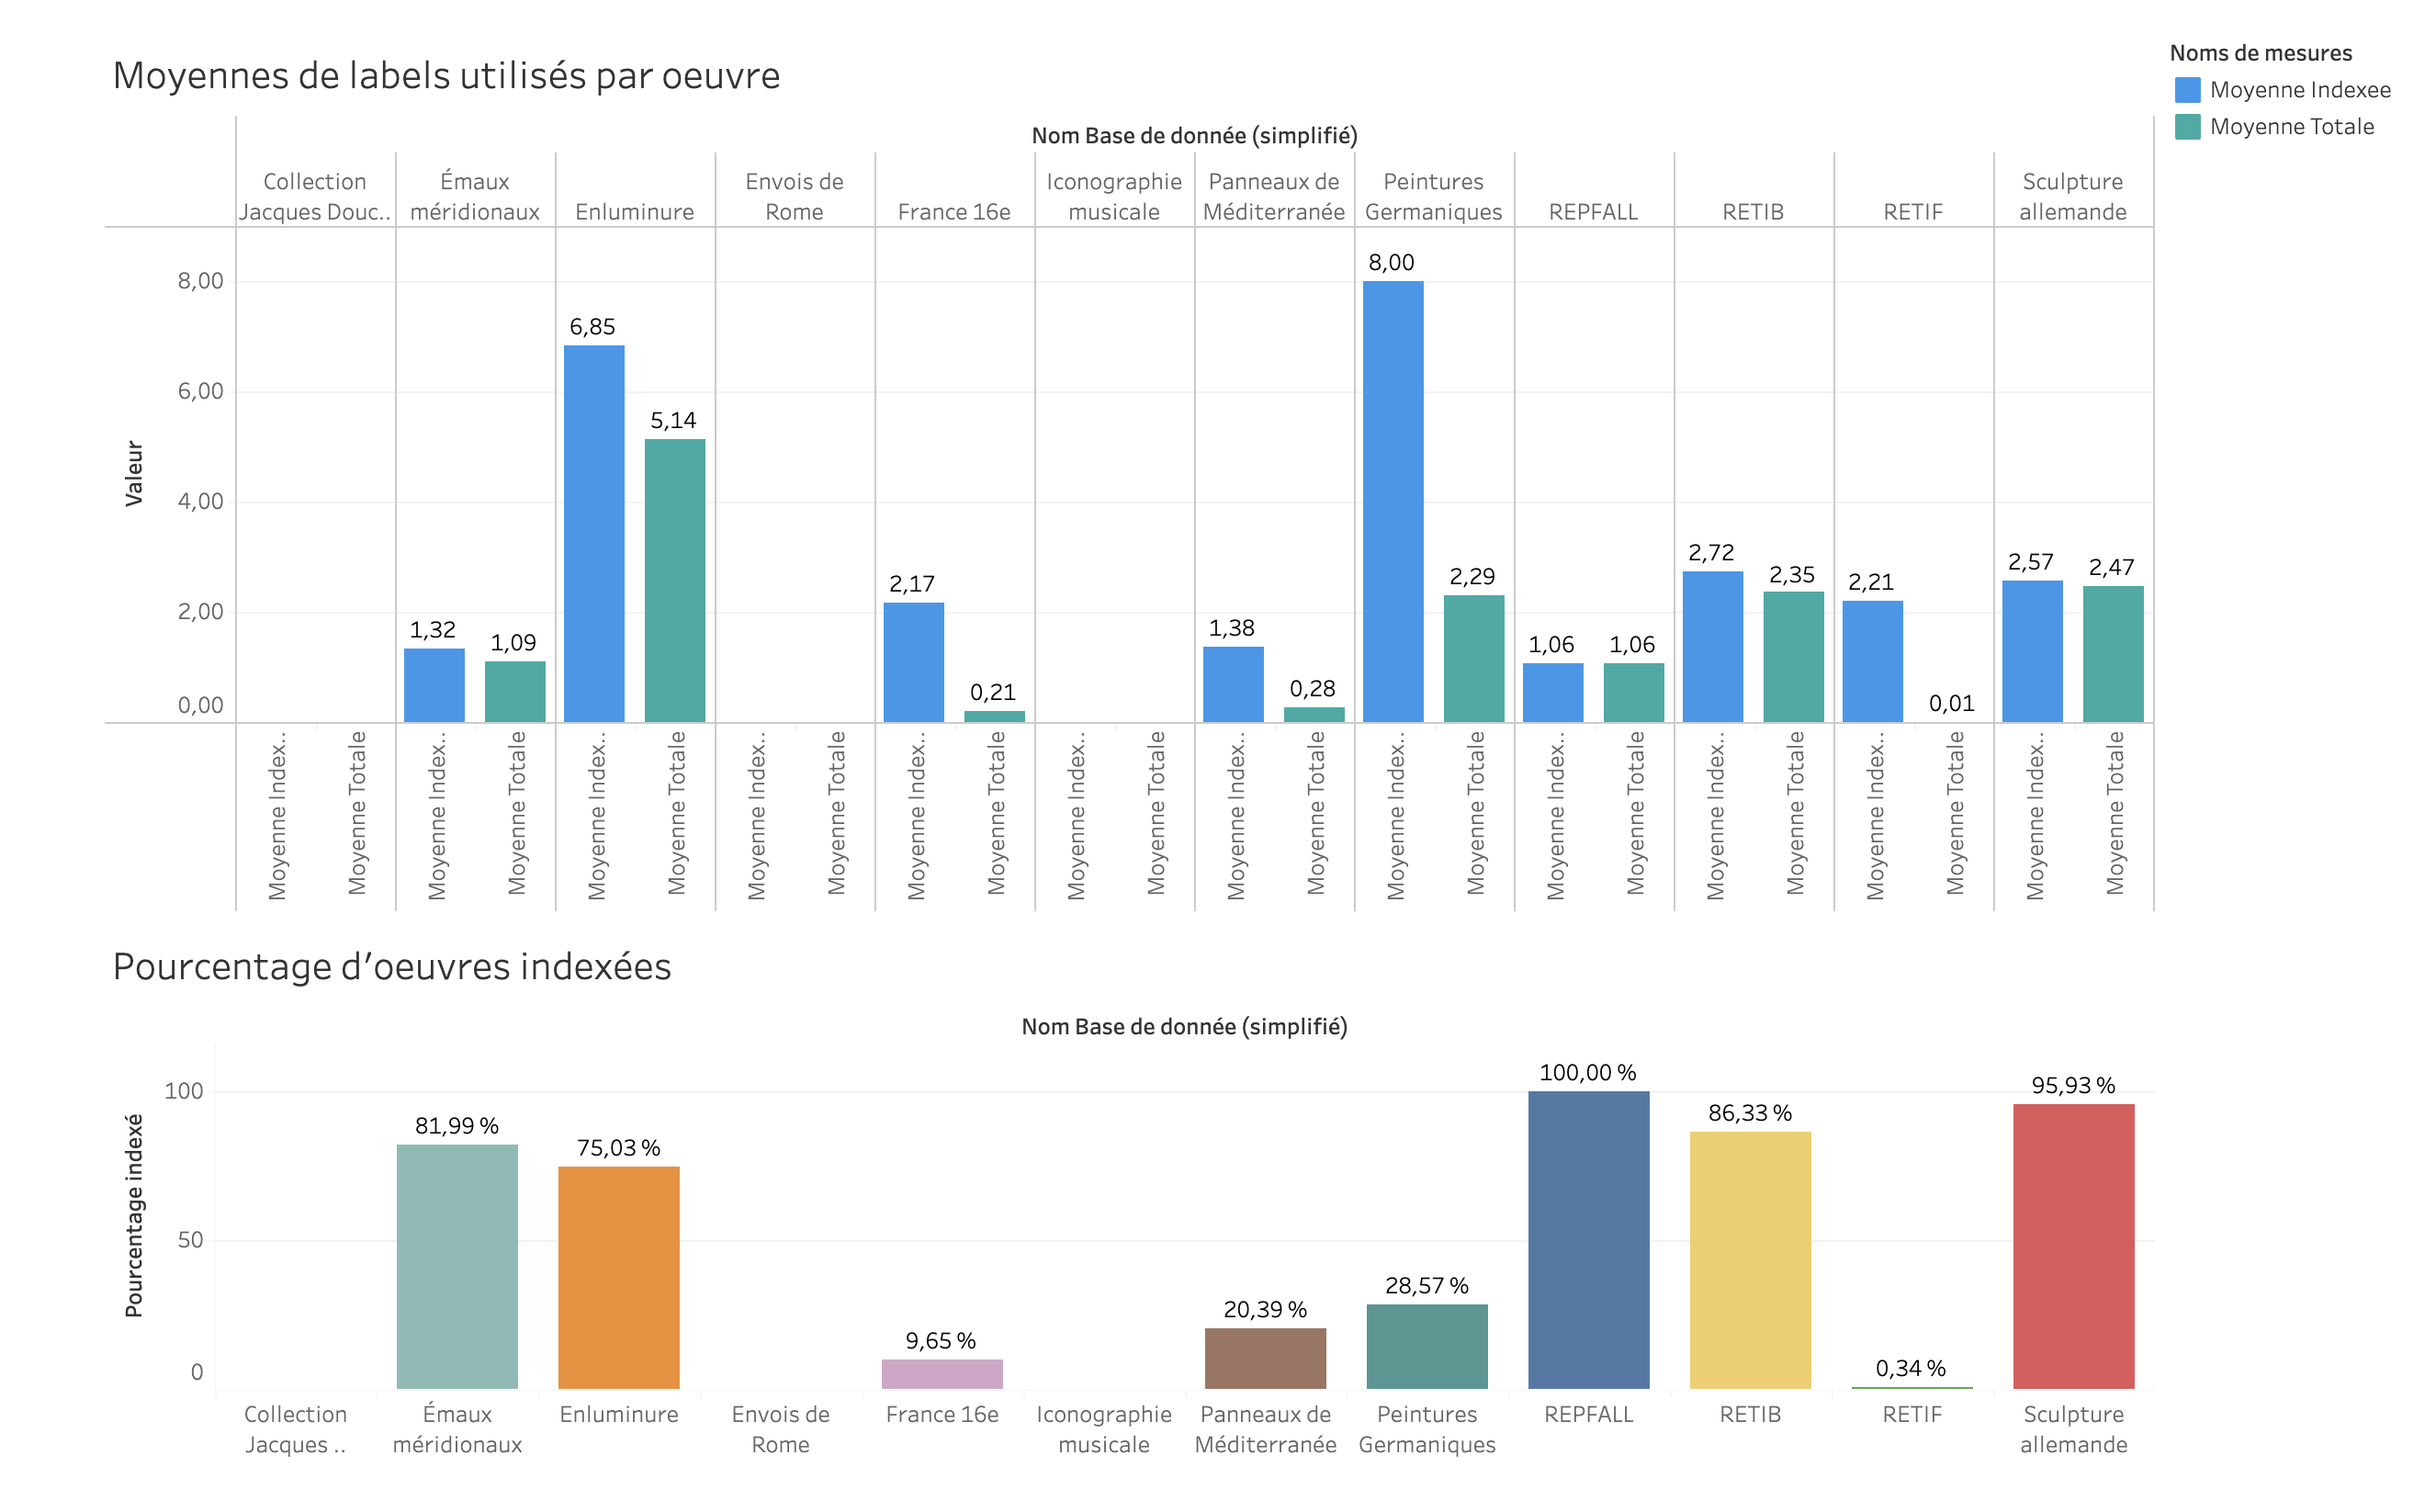 Moyennes de labels utilisés par oeuvre
Noms de mesures
Moyenne Indexee
Moyenne Totale
Nom Base de donnée (simplifié)
Collection
Jacques Douc..
Émaux
méridionaux
Enluminure
Envois de
Rome
France 16e
Iconographie
musicale
Panneaux de
Méditerranée
Peintures
Germaniques
REPFALL
RETIB
RETIF
Sculpture
allemande
Valeur
8,00
6,00
4,00
2,00
0,00
1,32
1,09
6,85
5,14
2,17
0,21
1,38
0,28
8,00
2,29
1,06
1,06
2,72
2,35
2,21
0,01
2,57
2,47
Moyenne Index..
Moyenne Totale
Moyenne Index..
Moyenne Totale
Moyenne Index..
Moyenne Totale
Moyenne Index..
Moyenne Totale
Moyenne Index..
Moyenne Totale
Moyenne Index..
Moyenne Totale
Moyenne Index..
Moyenne Totale
Moyenne Index..
Moyenne Totale
Moyenne Index..
Moyenne Totale
Moyenne Index..
Moyenne Totale
Moyenne Index..
Moyenne Totale
Moyenne Index..
Moyenne Totale
Pourcentage d’oeuvres indexées
Nom Base de donnée (simplifié)
Pourcentage indexé
100
50
0
81,99 %
75,03 %
9,65 %
20,39 %
28,57 %
100,00 %
86,33 %
0,34 %
95,93 %
Collection
Jacques ..
Émaux
méridionaux
Enluminure
Envois de
Rome
France 16e
Iconographie
musicale
Panneaux de
Méditerranée
Peintures
Germaniques
REPFALL
RETIB
RETIF
Sculpture
allemande